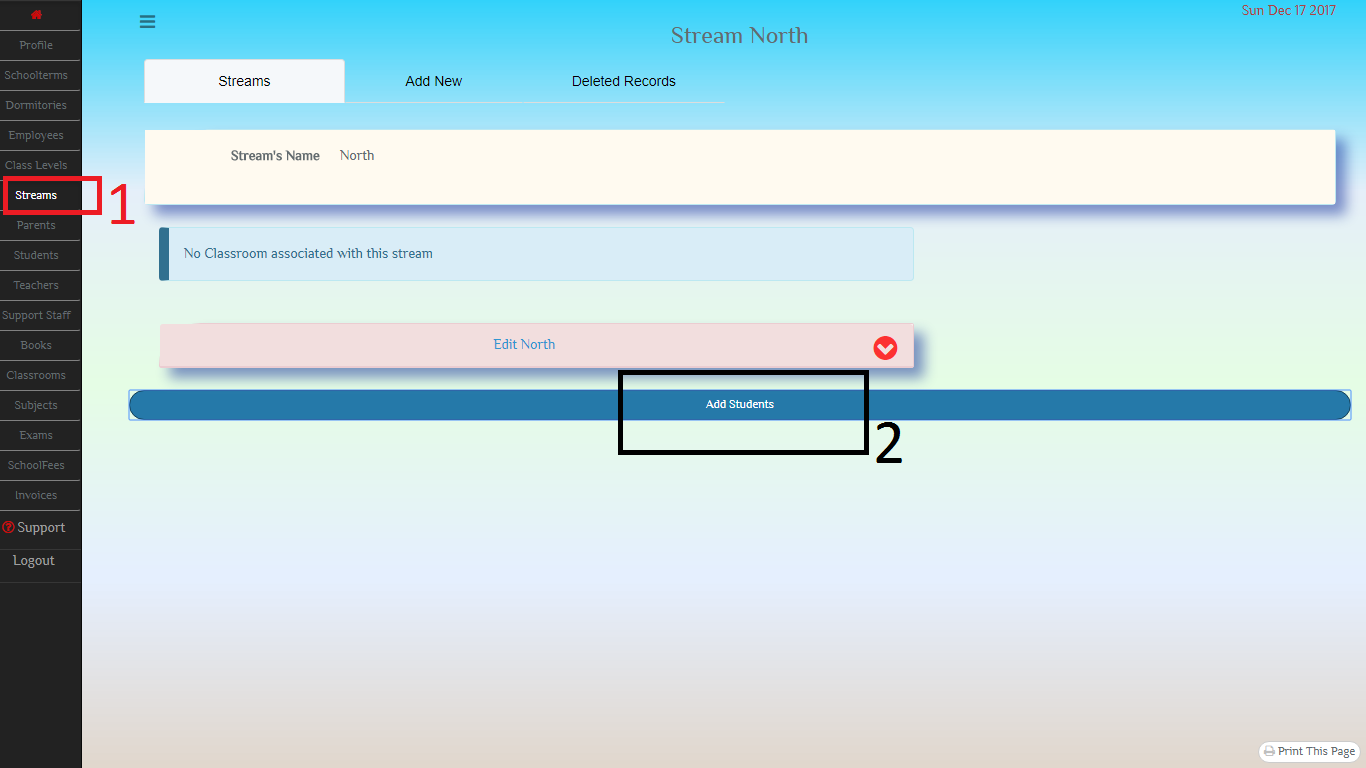 Sun Dec 17 2017
Stream North
Profile
Schoolterms
Dormitories
Employees
Class Levels
Streams
1
Parents
Students
Teachers
Support Staff
Books
Classrooms
Subjects
Exams
SchoolFees
Invoices
Support
Logout
Streams
Add New
Deleted Records
Stream's Name North
No Classroom associated with this stream
Edit North
Add Students
2
Print This Page